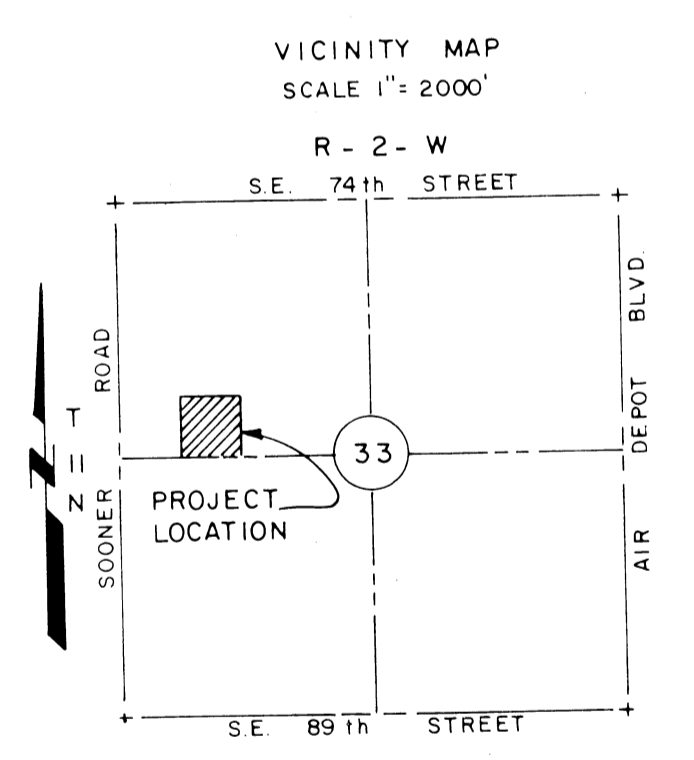 VICINITY MAP
SCALE 1"= 2000'
R - 2 - W
S.E. 74th STREET
SOONER ROAD
T
11
N
AIR DEPOT BLVD.
33
PROJECT
LOCATION
S.E. 89th STREET